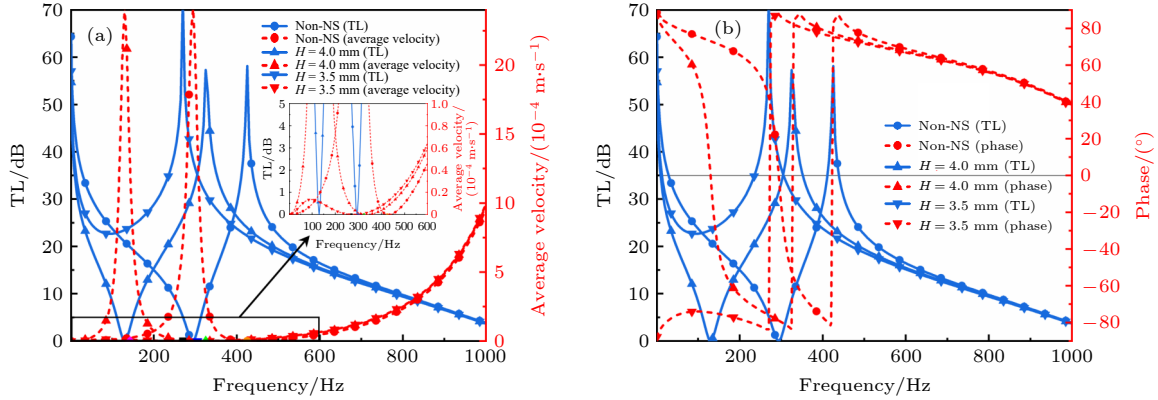 (a)
TL/dB
70
60
50
40
30
20
10
0
200
400
600
800
1000
Frequency/Hz
Average velocity/(10⁻⁴ m·s⁻¹)
20
15
10
5
0
Non-NS (TL)
Non-NS (average velocity)
H = 4.0 mm (TL)
H = 4.0 mm (average velocity)
H = 3.5 mm (TL)
H = 3.5 mm (average velocity)
TL/dB
5
4
3
2
1
0
100 200 300 400 500 600
Frequency/Hz
1.0
0.8
0.6
0.4
0.2
0
Average velocity/
(10⁻⁴ m·s⁻¹)
(b)
TL/dB
70
60
50
40
30
20
10
0
200
400
600
800
1000
Frequency/Hz
Phase/(°)
80
60
40
20
0
−20
−40
−60
−80
Non-NS (TL)
Non-NS (phase)
H = 4.0 mm (TL)
H = 4.0 mm (phase)
H = 3.5 mm (TL)
H = 3.5 mm (phase)